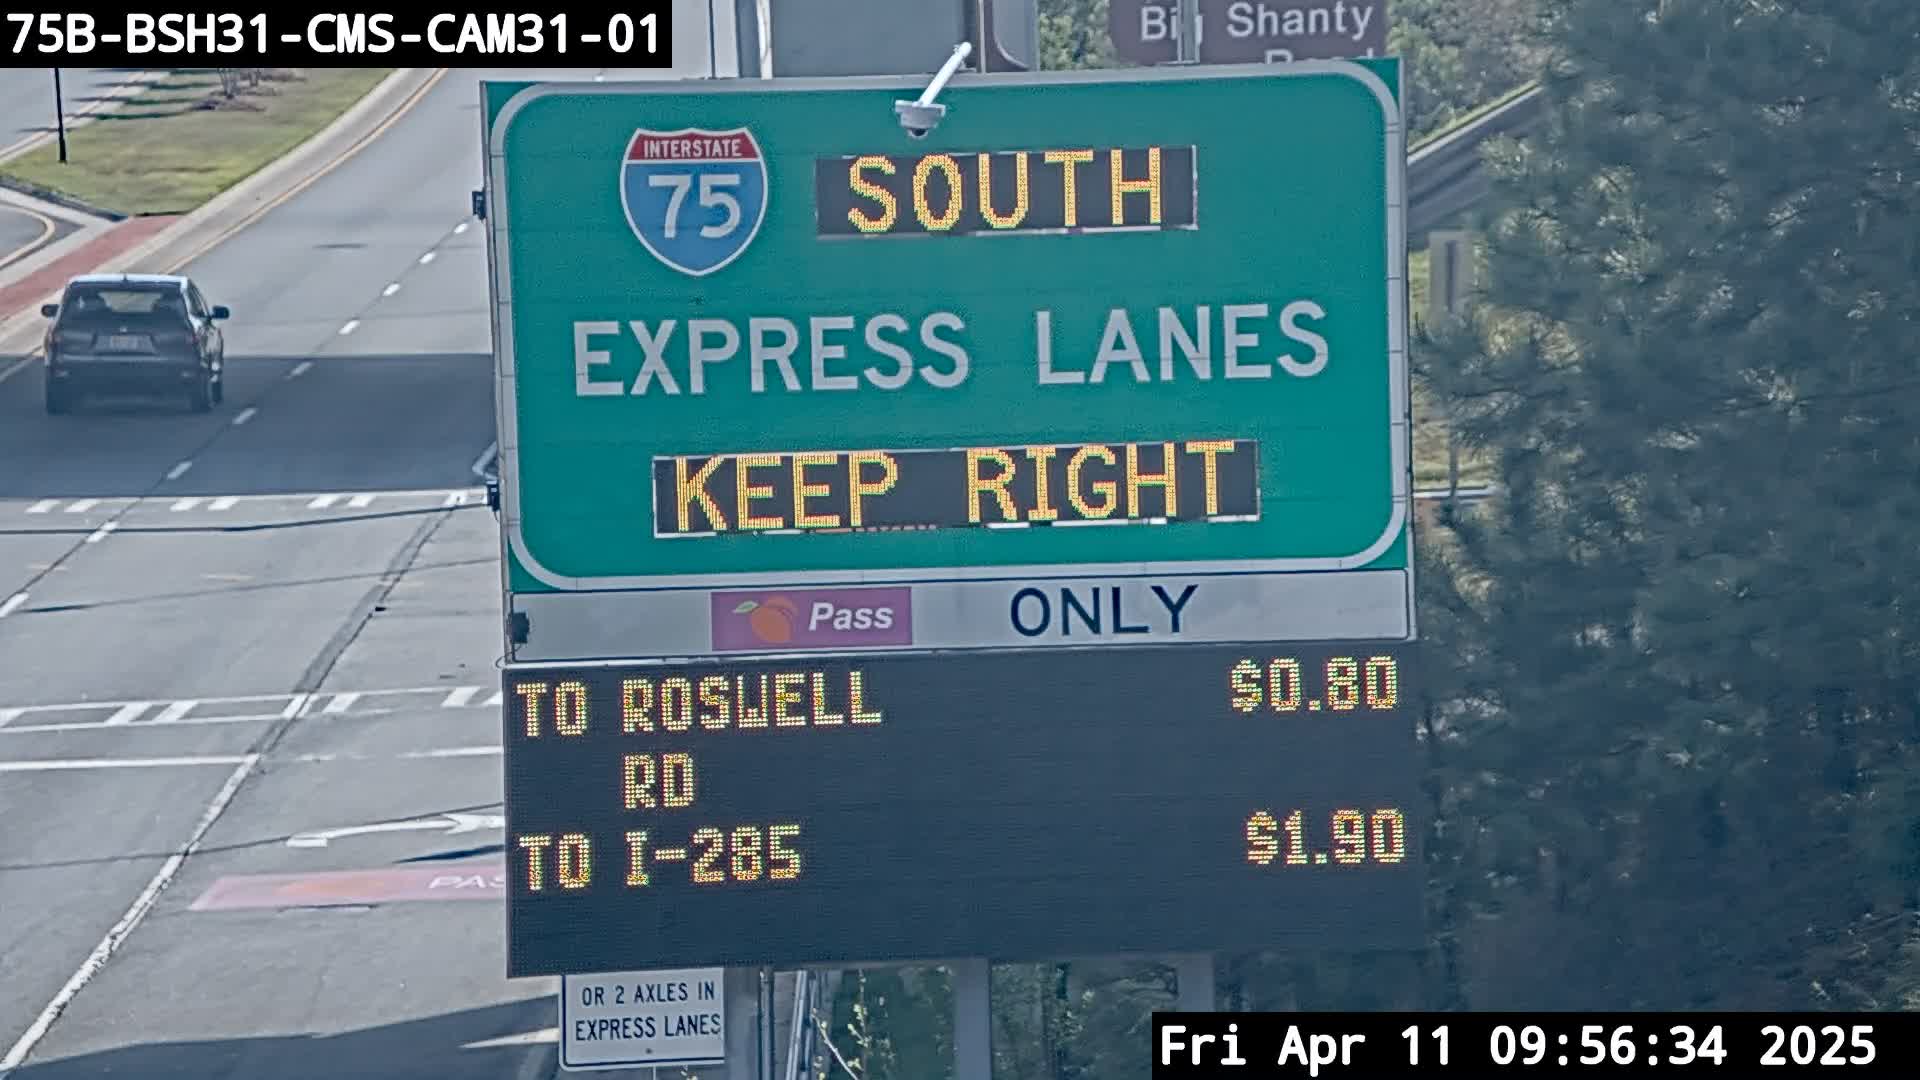 75B-BSH31-CMS-CAM31-01
Big Shanty
INTERSTATE
75
SOUTH
EXPRESS LANES
KEEP RIGHT
Pass ONLY
TO ROSWELL $0.80
RD
TO I-285 $1.90
OR 2 AXLES IN
EXPRESS LANES
Fri Apr 11 09:56:34 2025